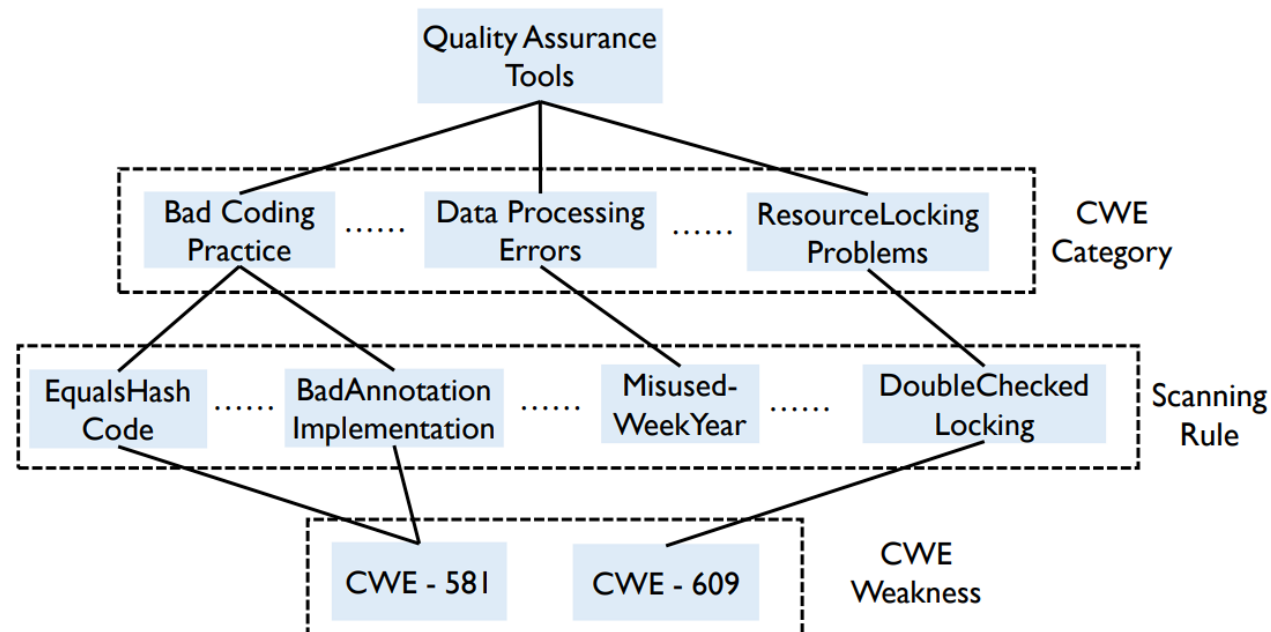 Quality Assurance
Tools
Bad Coding
Practice
......
Data Processing
Errors
......
ResourceLocking
Problems
CWE
Category
EqualsHash
Code
......
BadAnnotation
Implementation
......
Misused-
WeekYear
......
DoubleChecked
Locking
Scanning
Rule
CWE - 581
CWE - 609
CWE
Weakness